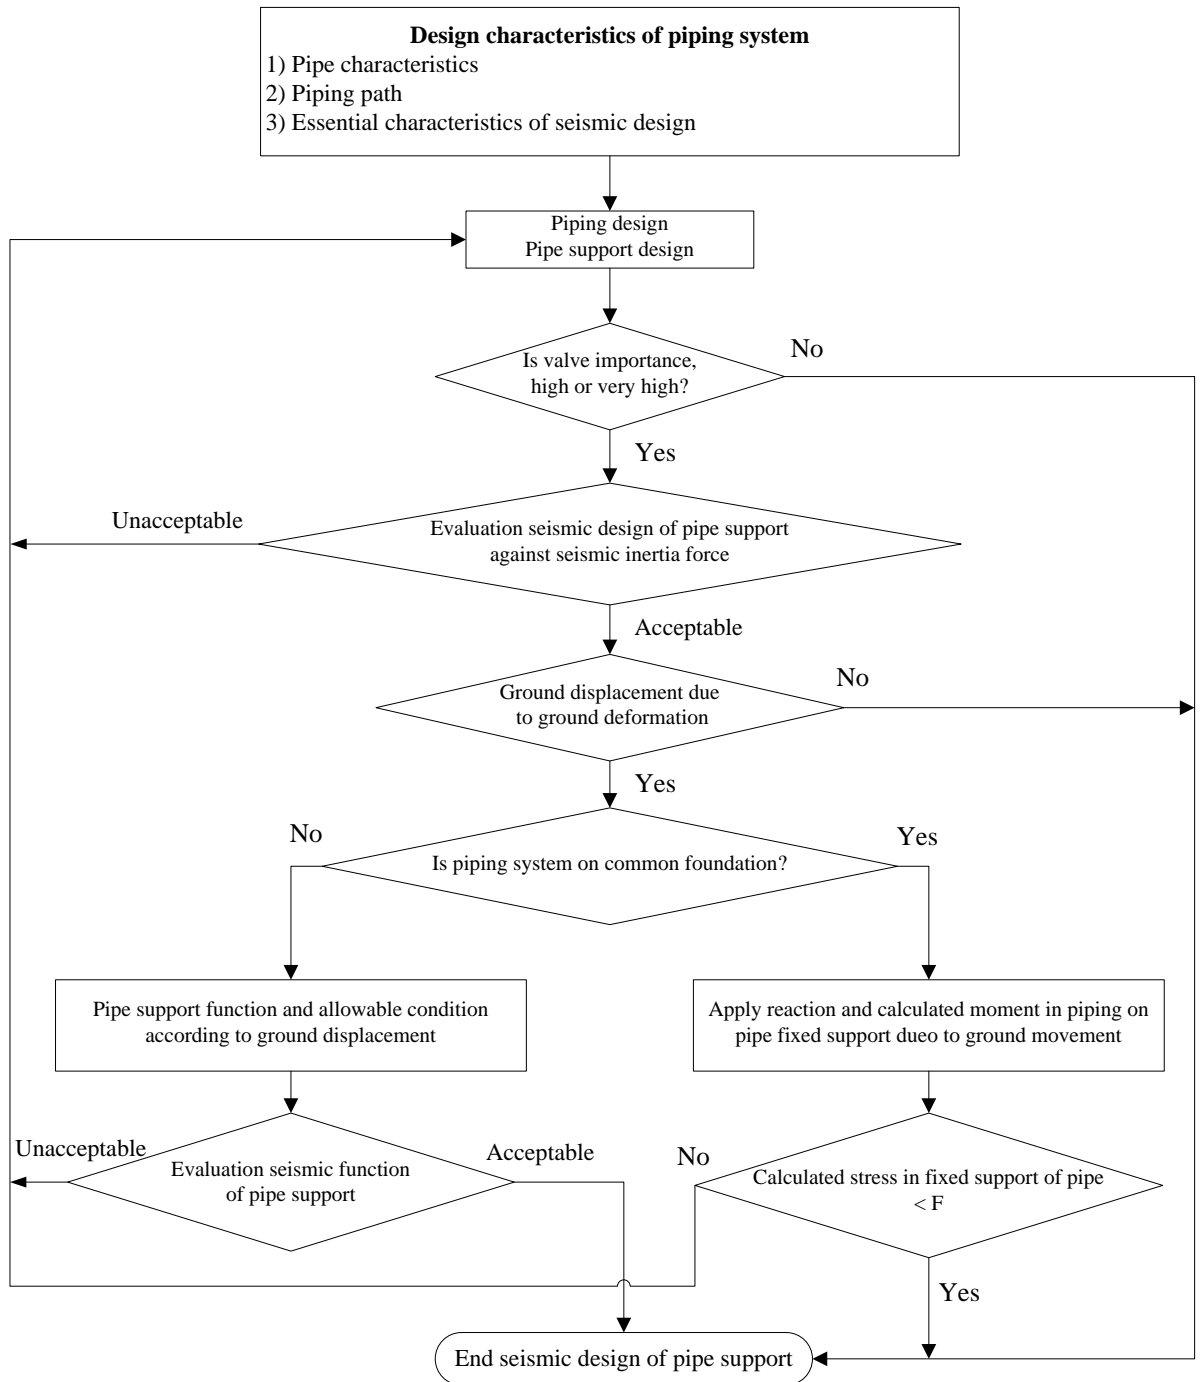 Design characteristics of piping system
1) Pipe characteristics
2) Piping path
3) Essential characteristics of seismic design
Piping design
Pipe support design
Is valve importance,
high or very high?
No
Yes
Evaluation seismic design of pipe support
against seismic inertia force
Unacceptable
Acceptable
Ground displacement due
to ground deformation
No
Yes
Is piping system on common foundation?
No
Yes
Pipe support function and allowable condition
according to ground displacement
Apply reaction and calculated moment in piping on
pipe fixed support dueo to ground movement
Unacceptable
Evaluation seismic function
of pipe support
Acceptable
No
Calculated stress in fixed support of pipe
< F
Yes
End seismic design of pipe support